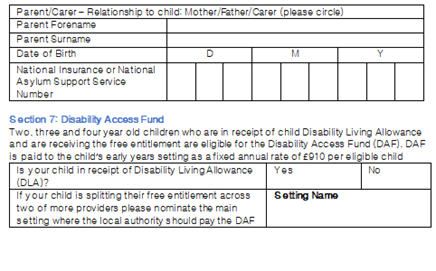 Parent/Carer – Relationship to child: Mother/Father/Carer (please circle)
Parent Forename
Parent Surname
Date of Birth D M Y
National Insurance or National
Asylum Support Service
Number
Section 7: Disability Access Fund
Two, three and four year old children who are in receipt of child Disability Living Allowance
and are receiving the free entitlement are eligible for the Disability Access Fund (DAF). DAF
is paid to the child's early years setting as a fixed annual rate of £910 per eligible child
Is your child in receipt of Disability Living Allowance Yes No
(DLA)?
If your child is splitting their free entitlement across Setting Name
two of more providers please nominate the main
setting where the local authority should pay the DAF